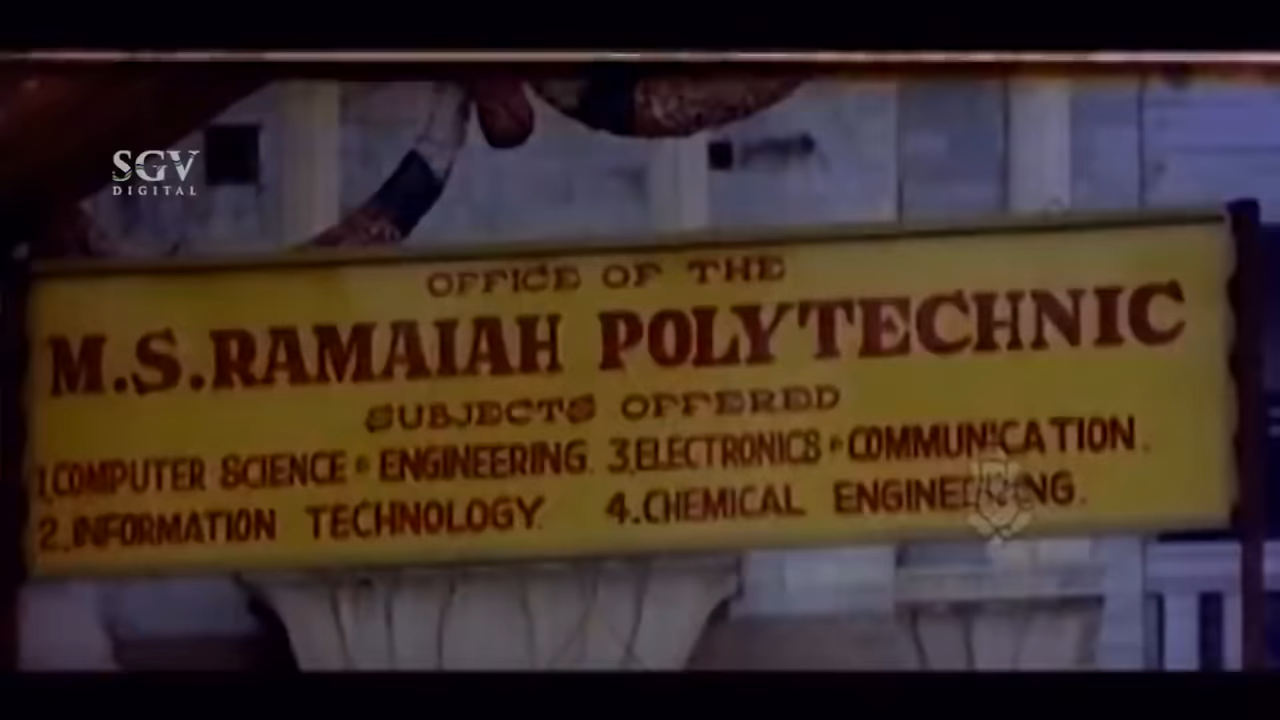 SGV
DIGITAL
OFFICE OF THE
M.S.RAMAIAH POLYTECHNIC
SUBJECTS OFFERED
1.COMPUTER SCIENCE & ENGINEERING. 3.ELECTRONICS & COMMUNICATION.
2.INFORMATION TECHNOLOGY. 4.CHEMICAL ENGINEERING.